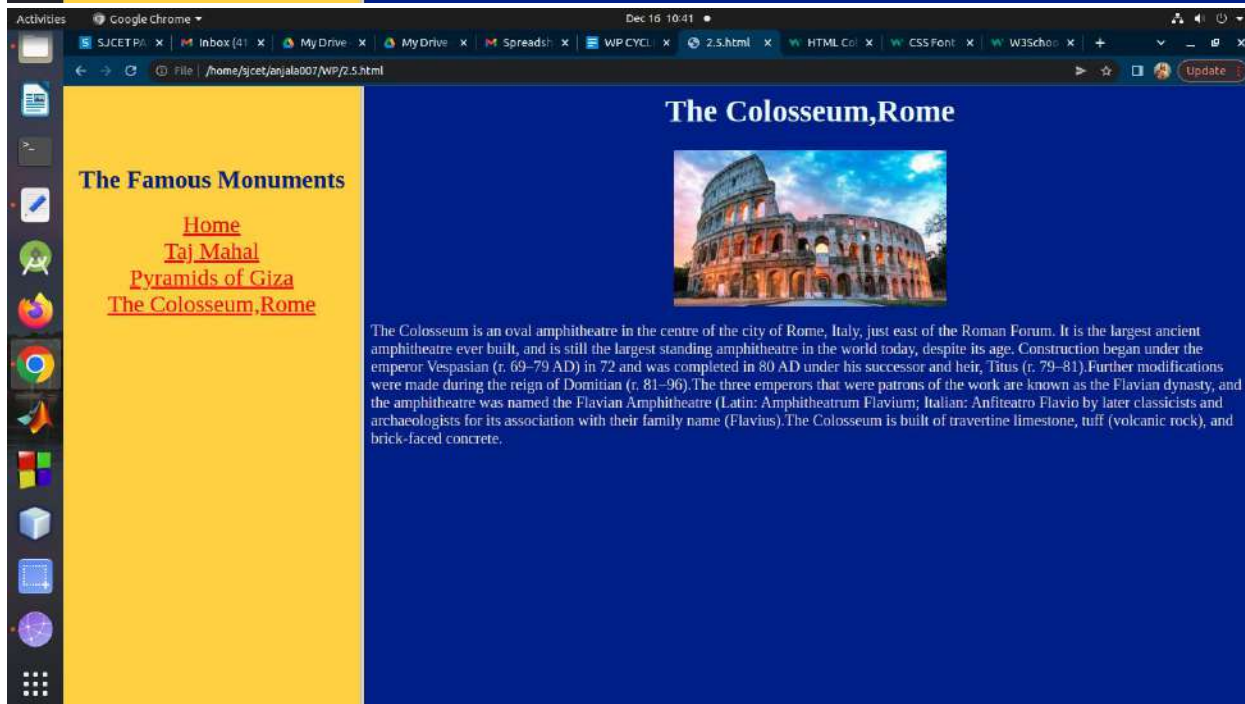 Activities
Google Chrome
Dec 16 10:41
SJCET PA
Inbox (41
My Drive
My Drive
Spreadsh
WP CYCL
2.5.html
HTML Col
CSS Font
W3Schoo
File
/home/sjcet/anjala007/WP/2.5.html
Update
The Famous Monuments
Home
Taj Mahal
Pyramids of Giza
The Colosseum,Rome
The Colosseum,Rome
The Colosseum is an oval amphitheatre in the centre of the city of Rome, Italy, just east of the Roman Forum. It is the largest ancient
amphitheatre ever built, and is still the largest standing amphitheatre in the world today, despite its age. Construction began under the
emperor Vespasian (r. 69–79 AD) in 72 and was completed in 80 AD under his successor and heir, Titus (r. 79–81).Further modifications
were made during the reign of Domitian (r. 81–96).The three emperors that were patrons of the work are known as the Flavian dynasty, and
the amphitheatre was named the Flavian Amphitheatre (Latin: Amphitheatrum Flavium; Italian: Anfiteatro Flavio by later classicists and
archaeologists for its association with their family name (Flavius).The Colosseum is built of travertine limestone, tuff (volcanic rock), and
brick-faced concrete.